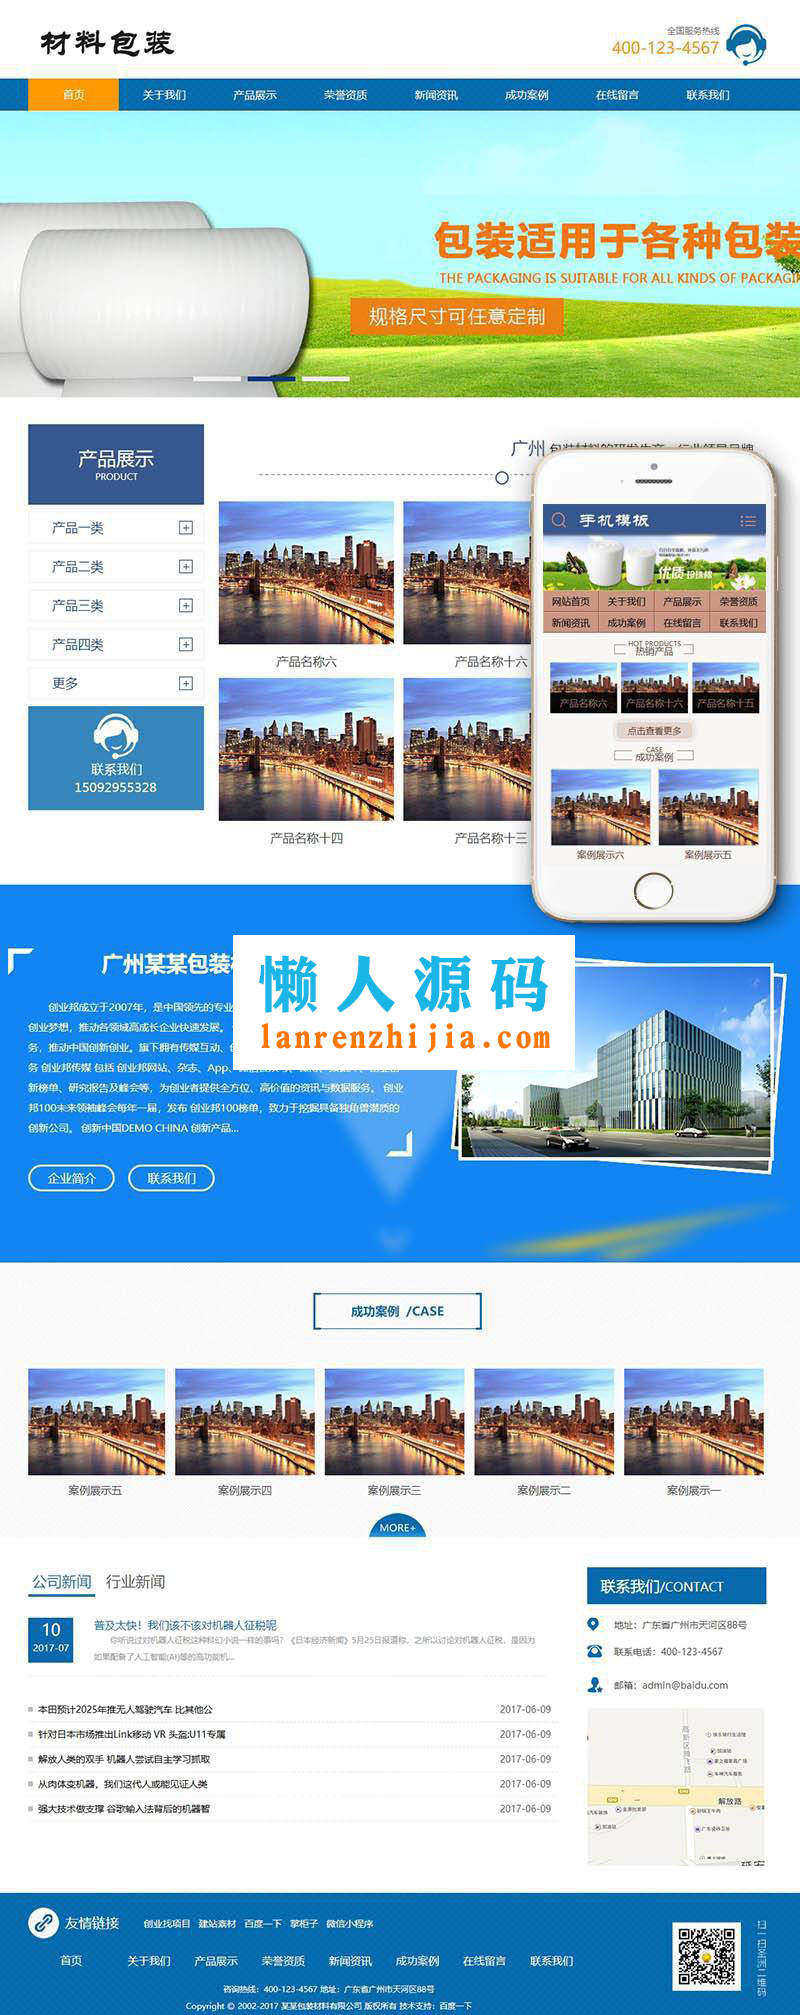 材料包装
全国服务热线
400-123-4567
首页 关于我们 产品展示 荣誉资质 新闻资讯 成功案例 在线留言 联系我们
包装适用于各种包装
THE PACKAGING IS SUITABLE FOR ALL KINDS OF PACKAGI
规格尺寸可任意定制
产品展示
PRODUCT
产品一类
产品二类
产品三类
产品四类
更多
联系我们
15092955328
广州
产品名称六
产品名称十六
产品名称十四
产品名称十三
手机模板
优质
网站首页 关于我们 产品展示 荣誉资质
新闻资讯 成功案例 在线留言 联系我们
HOT PRODUCTS
热销产品
产品名称六 产品名称十六 产品名称十五
点击查看更多
CASE
成功案例
案例展示六 案例展示五
广州某某包装
懒人源码
lanrenzhijia.com
创业邦成立于2007年，是中国领先的专业
创业梦想，推动各领域高成长企业快速发展。
务，推动中国创新创业。旗下拥有传媒互动、
务 创业邦传媒 包括 创业邦网站、杂志、App、
新榜单、研究报告及峰会等，为创业者提供全方位、高价值的资讯与数据服务。 创业
邦100未来领袖峰会每年一届，发布 创业邦100榜单，致力于挖掘具备独角兽潜质的
创新公司。 创新中国DEMO CHINA 创新产品...
企业简介 联系我们
成功案例 /CASE
案例展示五 案例展示四 案例展示三 案例展示二 案例展示一
MORE+
公司新闻 行业新闻
10
2017-07
普及太快！我们该不该对机器人征税呢
你听说过对机器人征税这种科幻小说一样的事吗？《日本经济新闻》5月25日报道称，之所以讨论对机器人征税，是因为
如果配备了人工智能(AI)等的高功能机...
本田预计2025年推无人驾驶汽车 比其他公 2017-06-09
针对日本市场推出Link移动 VR 头盔:U11专属 2017-06-09
解放人类的双手 机器人尝试自主学习抓取 2017-06-09
从肉体变机器，我们这代人或能见证人类 2017-06-09
强大技术做支撑 谷歌输入法背后的机器智 2017-06-09
联系我们/CONTACT
地址：广东省广州市天河区88号
联系电话：400-123-4567
邮箱：admin@baidu.com
解放路
友情链接 创业找项目 建站素材 百度一下 掌柜子 微信小程序
首页 关于我们 产品展示 荣誉资质 新闻资讯 成功案例 在线留言 联系我们
咨询热线：400-123-4567 地址：广东省广州市天河区88号
Copyright © 2002-2017 某某包装材料有限公司 版权所有 技术支持：百度一下